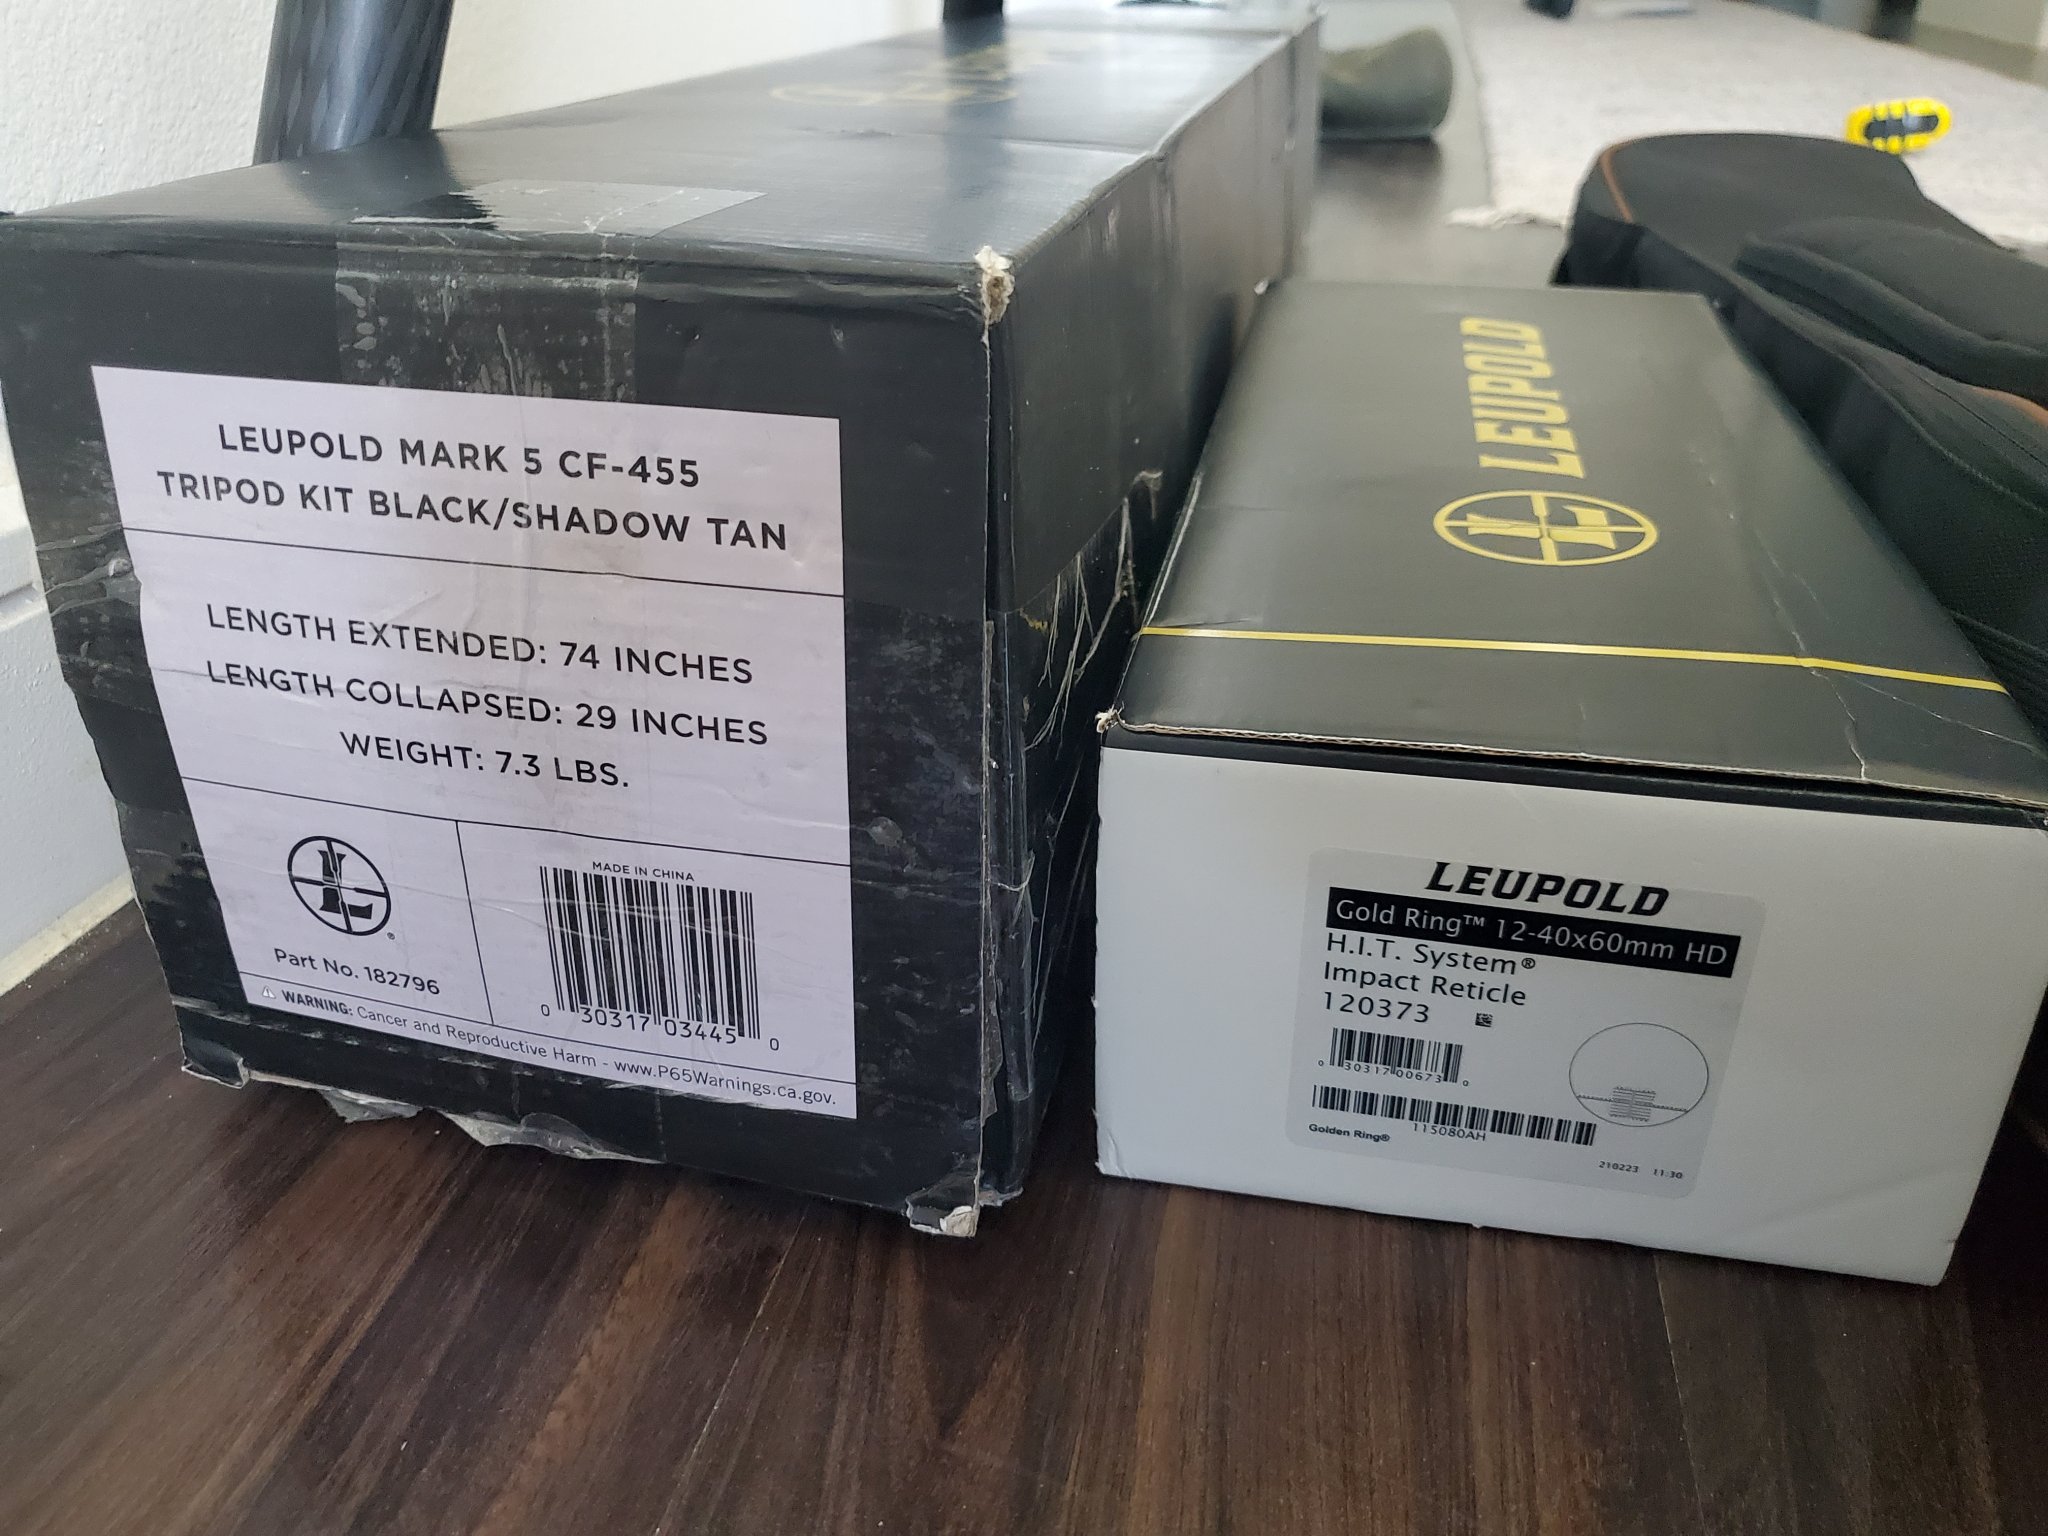 LEUPOLD MARK 5 CF-455
TRIPOD KIT BLACK/SHADOW TAN
LENGTH EXTENDED: 74 INCHES
LENGTH COLLAPSED: 29 INCHES
WEIGHT: 7.3 LBS.
L
®
Part No. 182796
MADE IN CHINA
0 30317 03445 0
WARNING: Cancer and Reproductive Harm - www.P65Warnings.ca.gov.
L LEUPOLD
LEUPOLD
Gold Ring™ 12-40x60mm HD
H.I.T. System®
Impact Reticle
120373
0 30317 00673 0
115080AH
Golden Ring®
210223 11:30